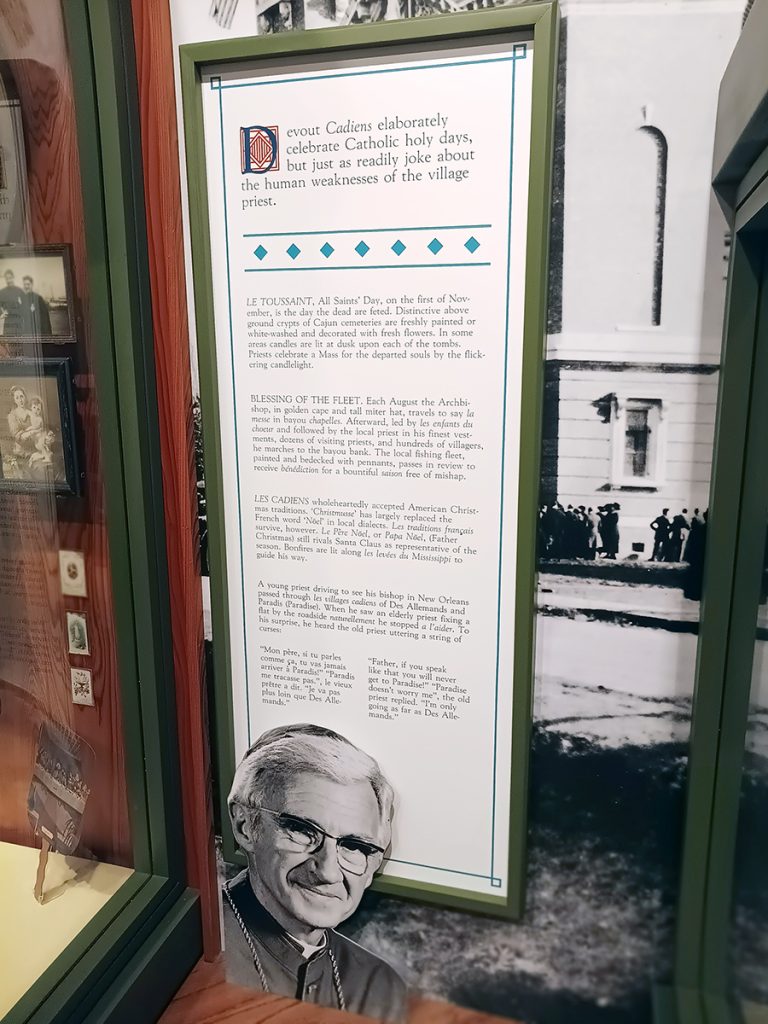 Devout Cadiens elaborately
celebrate Catholic holy days,
but just as readily joke about
the human weaknesses of the village
priest.
LE TOUSSAINT, All Saints' Day, on the first of Nov-
ember, is the day the dead are feted. Distinctive above
ground crypts of Cajun cemeteries are freshly painted or
white-washed and decorated with fresh flowers. In some
areas candles are lit at dusk upon each of the tombs.
Priests celebrate a Mass for the departed souls by the flick-
ering candlelight.
BLESSING OF THE FLEET. Each August the Archbi-
shop, in golden cape and tall miter hat, travels to say la
messe in bayou chapelles. Afterward, led by les enfants du
choeur and followed by the local priest in his finest vest-
ments, dozens of visiting priests, and hundreds of villagers,
he marches to the bayou bank. The local fishing fleet,
painted and bedecked with pennants, passes in review to
receive bénédiction for a bountiful saison free of mishap.
LES CADIENS wholeheartedly accepted American Christ-
mas traditions. 'Christmusse' has largely replaced the
French word 'Nöel' in local dialects. Les traditions français
survive, however. Le Père Nöel, or Papa Nöel, (Father
Christmas) still rivals Santa Claus as representative of the
season. Bonfires are lit along les levées du Mississippi to
guide his way.
A young priest driving to see his bishop in New Orleans
passed through les villages cadiens of Des Allemands and
Paradis (Paradise). When he saw an elderly priest fixing a
flat by the roadside naturellement he stopped a l'aider. To
his surprise, he heard the old priest uttering a string of
curses:
"Mon père, si tu parles
comme ça, tu vas jamais
arriver à Paradis!" "Paradis
me tracasse pas.", le vieux
prêtre a dit. "Je va pas
plus loin que Des Alle-
mands."
"Father, if you speak
like that you will never
get to Paradise!" "Paradise
doesn't worry me", the old
priest replied. "I'm only
going as far as Des Alle-
mands."